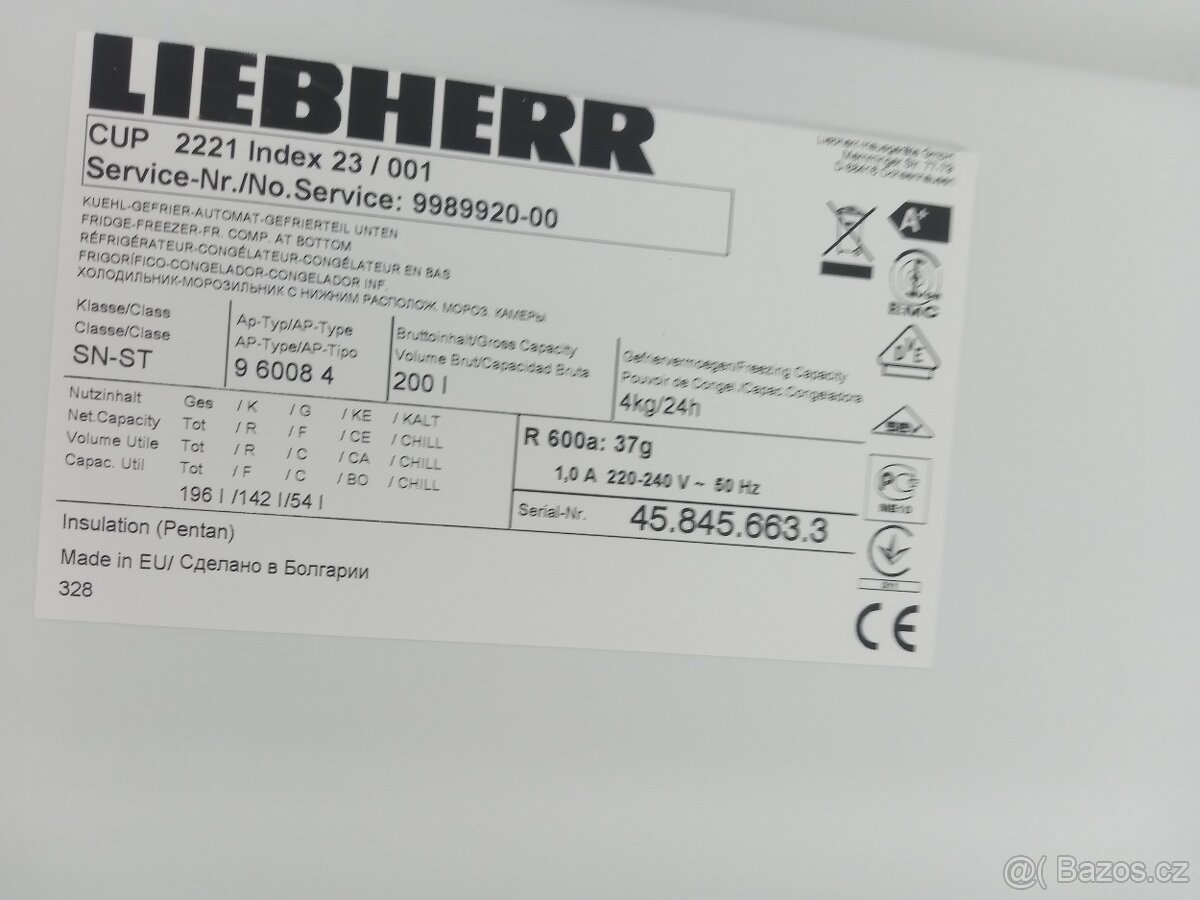 LIEBHERR
CUP 2221 Index 23 / 001
Service-Nr./No.Service: 9989920-00
KUEHL-GEFRIER-AUTOMAT-GEFRIERTEIL UNTEN
FRIDGE-FREEZER-FR. COMP. AT BOTTOM
RÉFRIGÉRATEUR-CONGÉLATEUR-CONGÉLATEUR EN BAS
FRIGORÍFICO-CONGELADOR-CONGELADOR INF.
ХОЛОДИЛЬНИК-МОРОЗИЛЬНИК С НИЖНИМ РАСПОЛОЖ. МОРОЗ. КАМЕРЫ
Liebherr Hausgeräte GmbH
A+
EMC
Klasse/Class
Classe/Clase
SN-ST
Ap-Typ/AP-Type
AP-Type/AP-Tipo
9 6008 4
Bruttoinhalt/Gross Capacity
Volume Brut/Capacidad Bruta
200 l
Gefriervermoegen/Freezing Capacity
Pouvoir de Congel./Capac.Congeladora
4kg/24h
Nutzinhalt Ges / K / G / KE / KALT
Net.Capacity Tot / R / F / CE / CHILL
Volume Utile Tot / R / C / CA / CHILL
Capac. Util Tot / F / C / BO / CHILL
196 l /142 l/54 l
R 600a: 37g
1,0 A 220-240 V ~ 50 Hz
Serial-Nr. 45.845.663.3
Insulation (Pentan)
Made in EU/ Сделано в Болгарии
328
DVE
CE
@( Bazos.cz